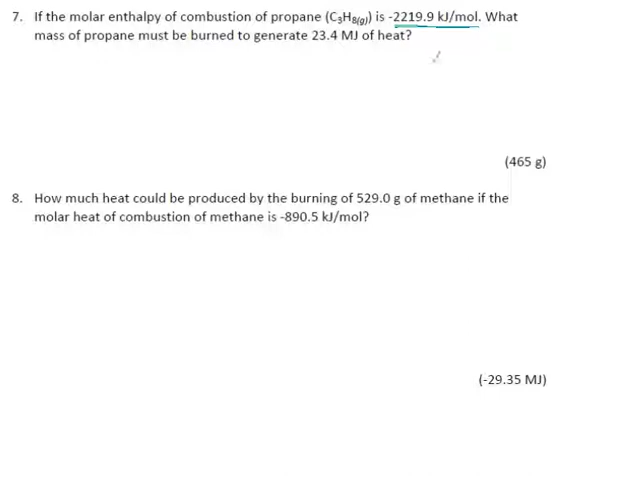 7. If the molar enthalpy of combustion of propane (C₃H₈₍g₎) is -2219.9 kJ/mol. What
mass of propane must be burned to generate 23.4 MJ of heat?
(465 g)
8. How much heat could be produced by the burning of 529.0 g of methane if the
molar heat of combustion of methane is -890.5 kJ/mol?
(-29.35 MJ)